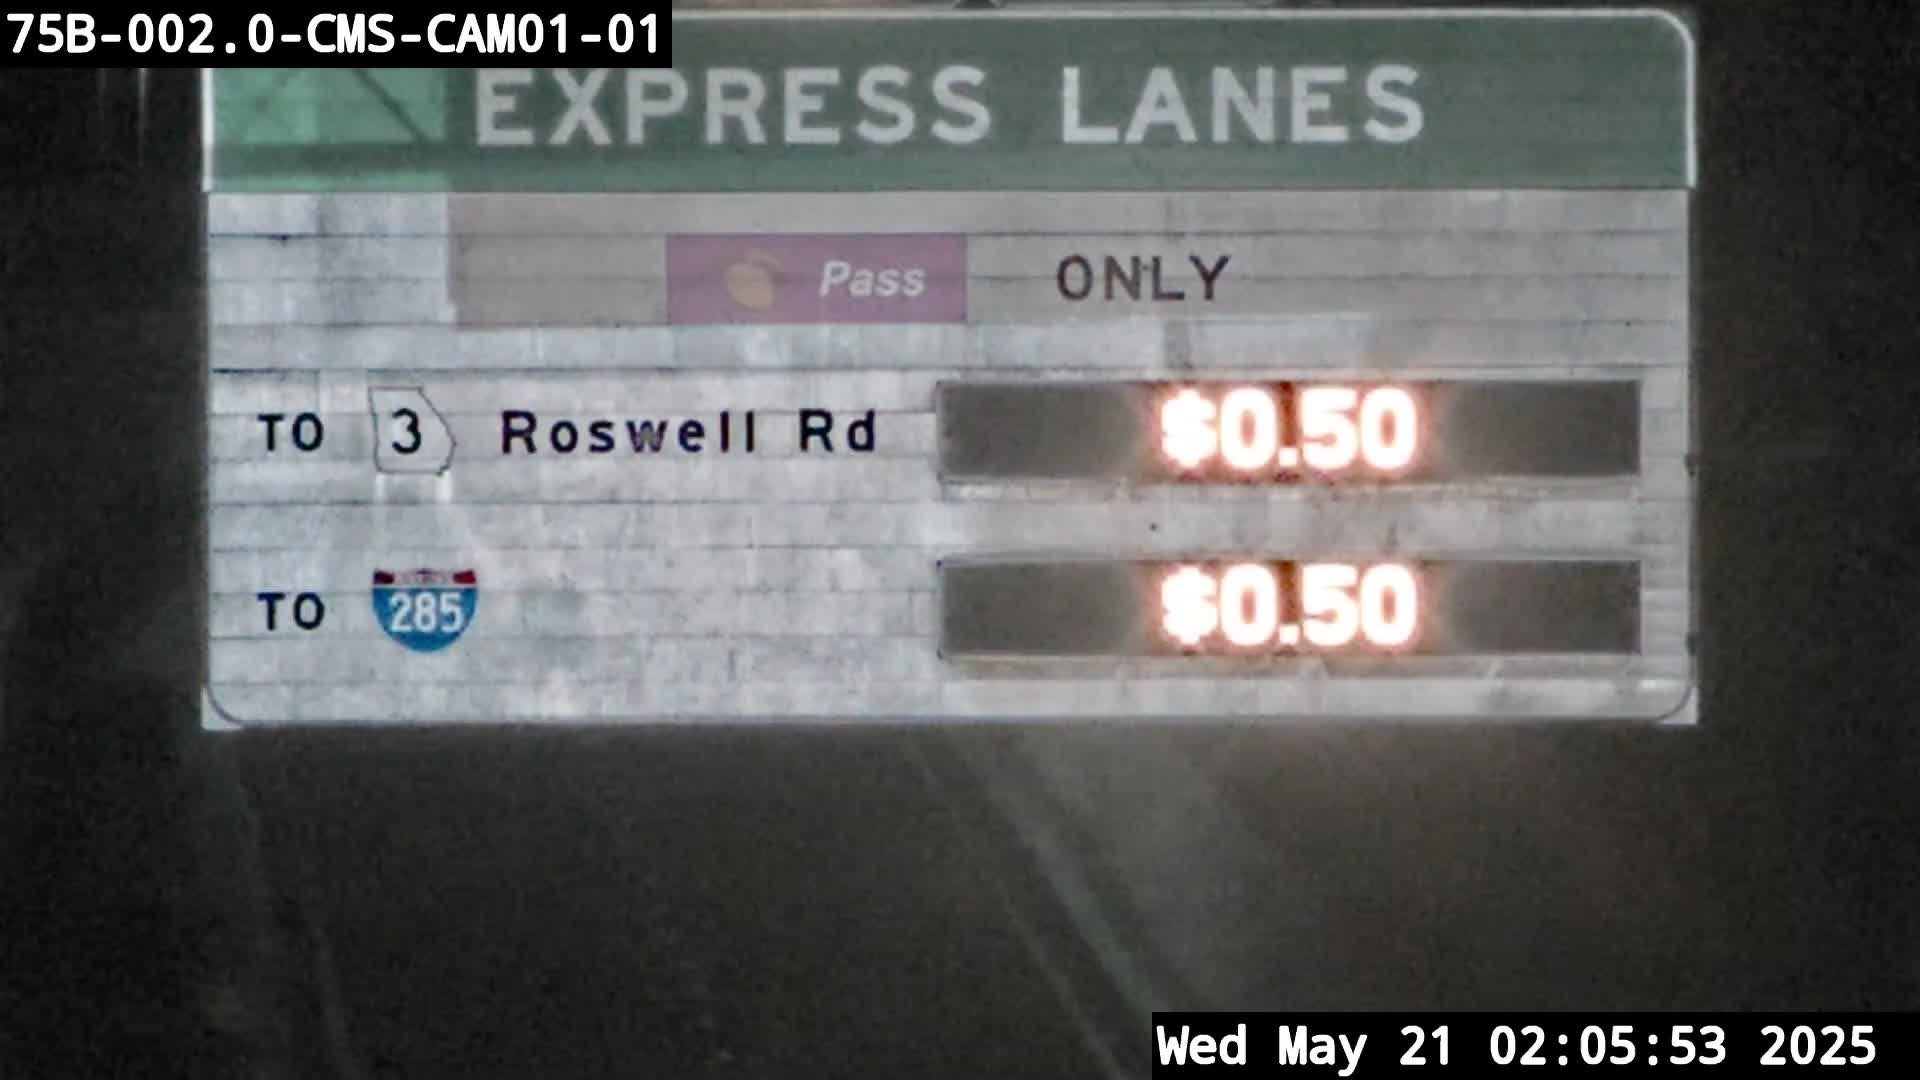 75B-002.0-CMS-CAM01-01
EXPRESS LANES
Pass ONLY
TO 3 Roswell Rd $0.50
TO 285 $0.50
Wed May 21 02:05:53 2025